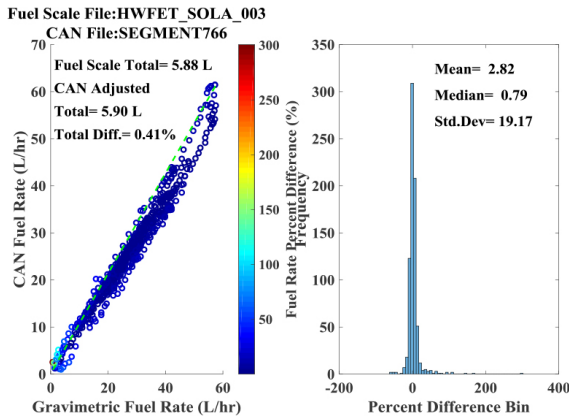 Fuel Scale File:HWFET_SOLA_003
CAN File:SEGMENT766
Fuel Scale Total= 5.88 L
CAN Adjusted
Total= 5.90 L
Total Diff.= 0.41%
CAN Fuel Rate (L/hr)
70
60
50
40
30
20
10
0
0 20 40 60
Gravimetric Fuel Rate (L/hr)
300
250
200
150
100
50
Fuel Rate Percent Difference (%)
Mean= 2.82
Median= 0.79
Std.Dev= 19.17
Frequency
350
300
250
200
150
100
50
0
-200 0 200 400
Percent Difference Bin